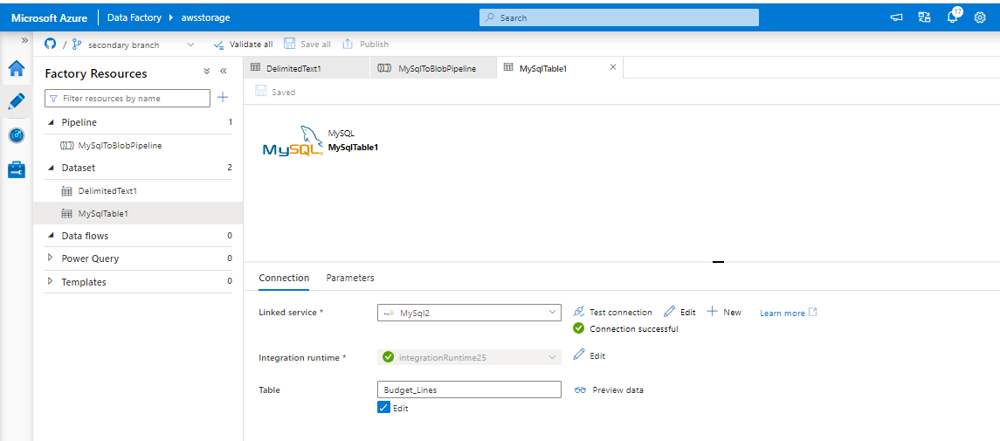 Microsoft Azure Data Factory awsstorage Search 17
/ secondary branch Validate all Save all Publish
Factory Resources
Filter resources by name
Pipeline 1
MySqlToBlobPipeline
Dataset 2
DelimitedText1
MySqlTable1
Data flows 0
Power Query 0
Templates 0
DelimitedText1 MySqlToBlobPipeline MySqlTable1
Saved
MySQL
MySQL
MySqlTable1
Connection Parameters
Linked service * MySql2 Test connection Edit New Learn more
Connection successful
Integration runtime * integrationRuntime25 Edit
Table Budget_Lines Preview data
Edit